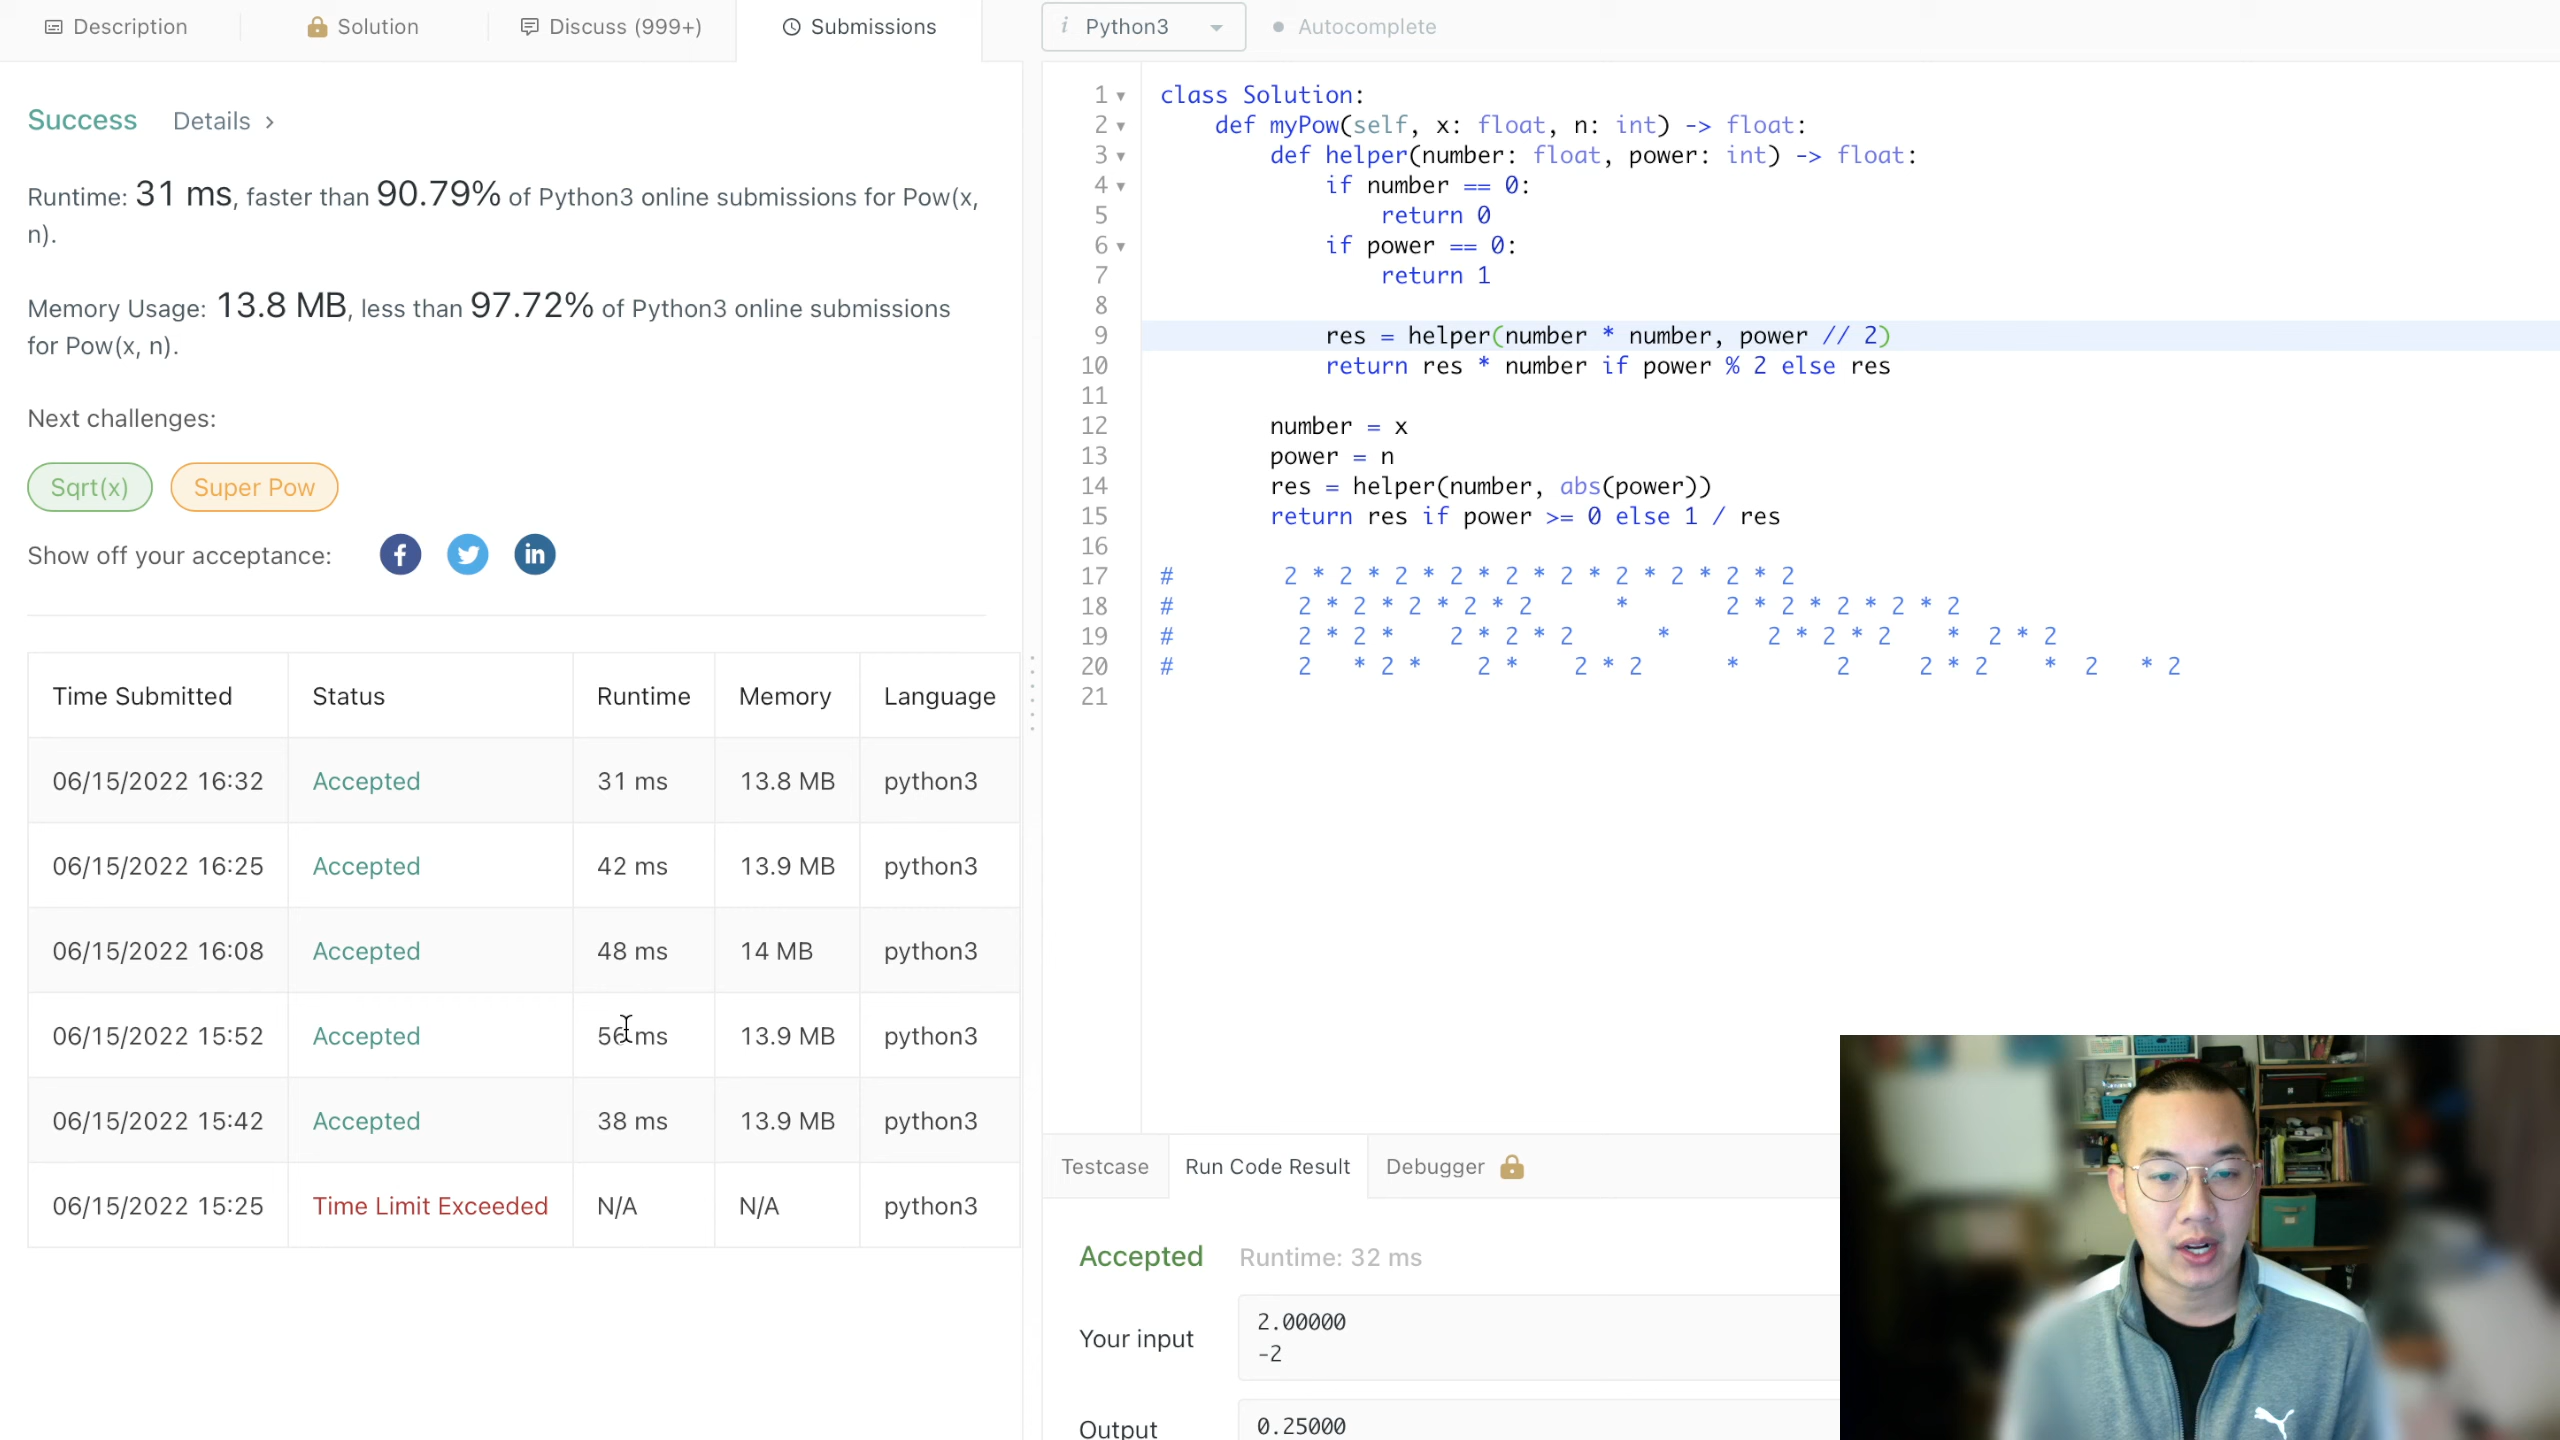 Description
Solution
Discuss (999+)
Submissions
i Python3
Autocomplete
Success Details >
Runtime: 31 ms, faster than 90.79% of Python3 online submissions for Pow(x,
n).
Memory Usage: 13.8 MB, less than 97.72% of Python3 online submissions
for Pow(x, n).
Next challenges:
Sqrt(x) Super Pow
Show off your acceptance:
Time Submitted Status Runtime Memory Language
06/15/2022 16:32 Accepted 31 ms 13.8 MB python3
06/15/2022 16:25 Accepted 42 ms 13.9 MB python3
06/15/2022 16:08 Accepted 48 ms 14 MB python3
06/15/2022 15:52 Accepted 56 ms 13.9 MB python3
06/15/2022 15:42 Accepted 38 ms 13.9 MB python3
06/15/2022 15:25 Time Limit Exceeded N/A N/A python3
1 class Solution:
2 def myPow(self, x: float, n: int) -> float:
3 def helper(number: float, power: int) -> float:
4 if number == 0:
5 return 0
6 if power == 0:
7 return 1
8
9 res = helper(number * number, power // 2)
10 return res * number if power % 2 else res
11
12 number = x
13 power = n
14 res = helper(number, abs(power))
15 return res if power >= 0 else 1 / res
16
17 # 2 * 2 * 2 * 2 * 2 * 2 * 2 * 2 * 2 * 2
18 # 2 * 2 * 2 * 2 * 2 * 2 * 2 * 2 * 2 * 2
19 # 2 * 2 * 2 * 2 * 2 * 2 * 2 * 2 * 2 * 2
20 # 2 * 2 * 2 * 2 * 2 * 2 2 * 2 * 2 * 2
21
Testcase
Run Code Result
Debugger
Accepted Runtime: 32 ms
Your input
2.00000
-2
Output
0.25000